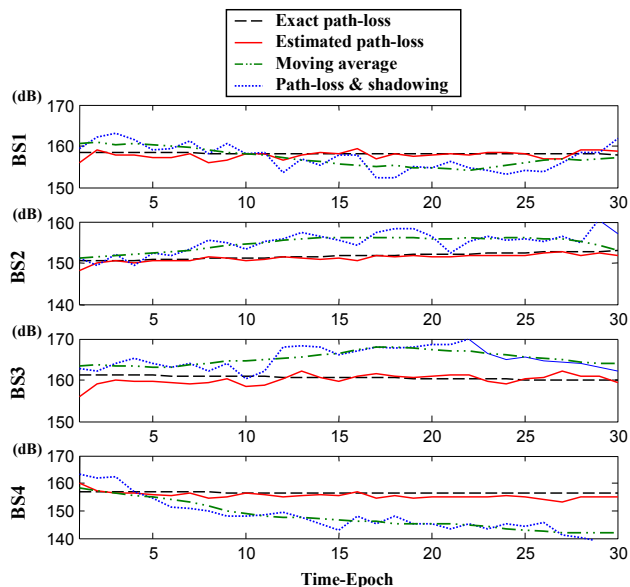 Exact path-loss
Estimated path-loss
Moving average
Path-loss & shadowing
(dB)
170
160
150
BS1
5 10 15 20 25 30
(dB)
160
150
140
BS2
5 10 15 20 25 30
(dB)
170
160
150
BS3
5 10 15 20 25 30
(dB)
170
160
150
140
BS4
5 10 15 20 25 30
Time-Epoch